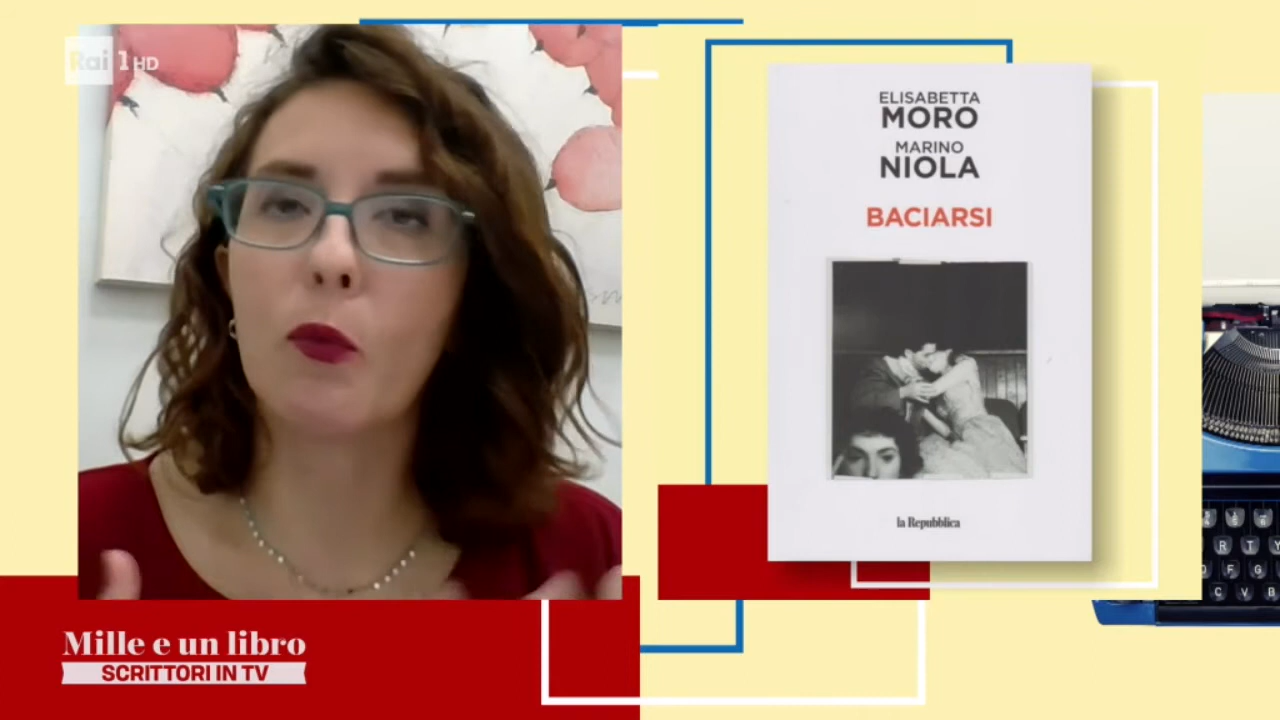 Rai 1 HD
ELISABETTA
MORO
MARINO
NIOLA
BACIARSI
la Repubblica
Mille e un libro
SCRITTORI IN TV
R T Y
D F G
C V B